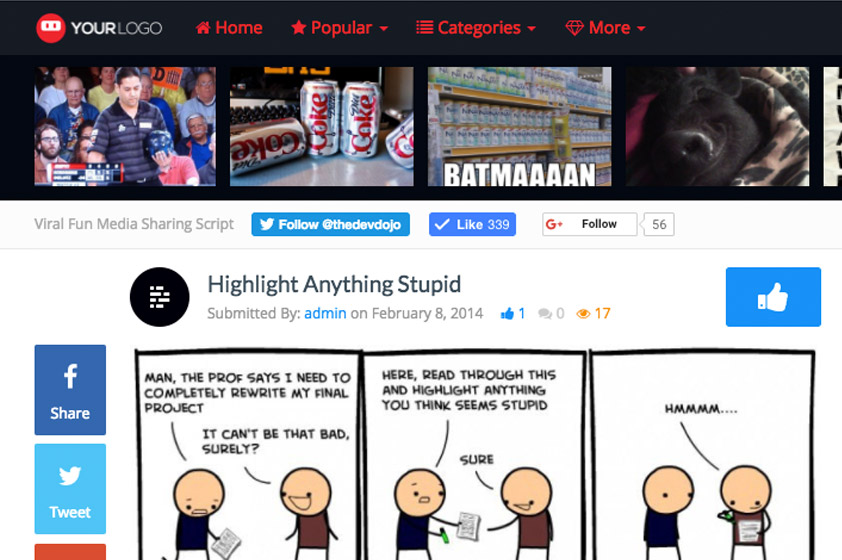 YOURLOGO
Home
Popular
Categories
More
Coke
Coke
Coke
BATMAAAAN
Viral Fun Media Sharing Script
Follow @thedevdojo
Like 339
G+ Follow
56
Highlight Anything Stupid
Submitted By: admin on February 8, 2014
1
0
17
f
Share
Tweet
MAN, THE PROF SAYS I NEED TO
COMPLETELY REWRITE MY FINAL
PROJECT
IT CAN'T BE THAT BAD,
SURELY?
HERE, READ THROUGH THIS
AND HIGHLIGHT ANYTHING
YOU THINK SEEMS STUPID
SURE
HMMMM....